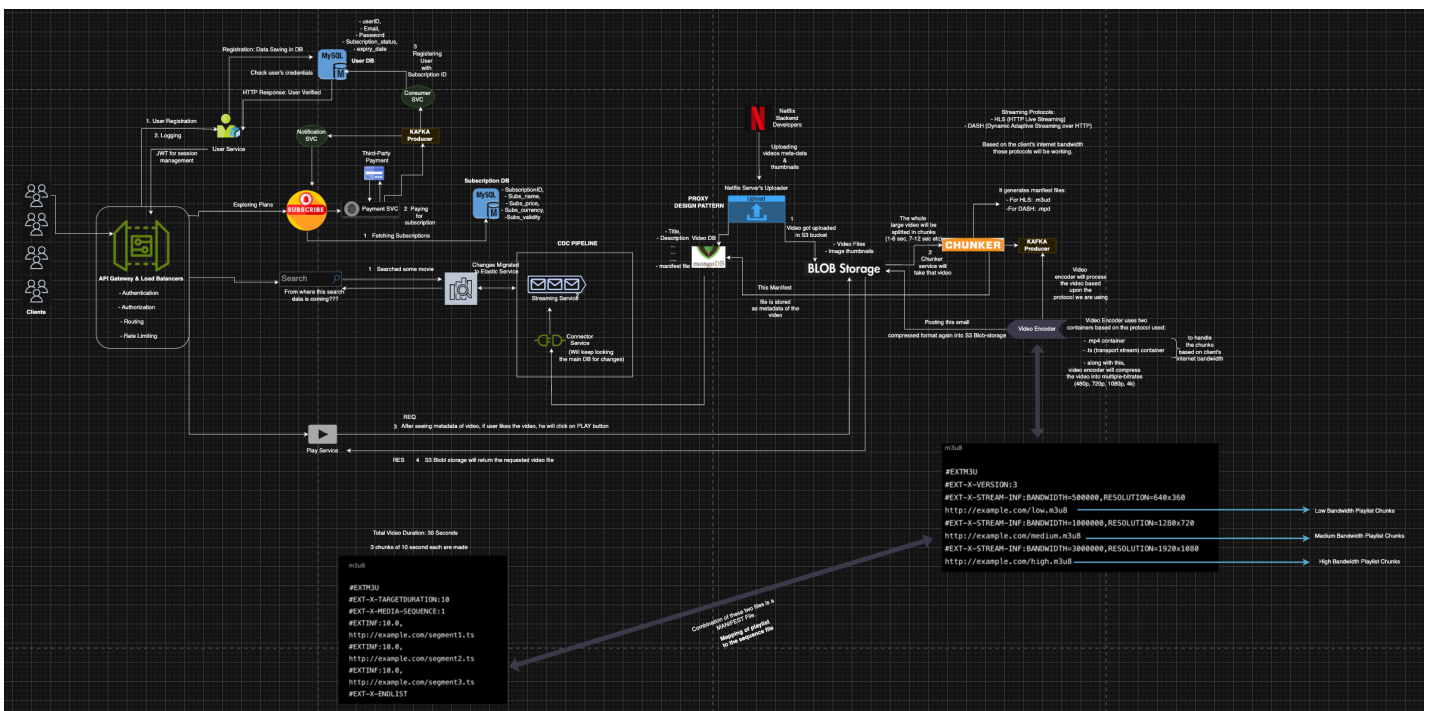 - userID,
- Email,
- Password
- Subscription_status,
- expiry_date
Registration: Data Saving in DB
MySQL
User DB
3
Registering
User
with
Subscription ID
Check user's credentials
HTTP Response: User Verified
Consumer
SVC
1. User Registration
2. Logging
User Service
JWT for session
management
Notification
SVC
KAFKA
Producer
Third-Party
Payment
Exploring Plans
SUBSCRIBE
Payment SVC
2 Paying
for
subscription
Subscription DB
MySQL
- SubscriptionID,
- Subs_name,
- Subs_price,
- Subs_currency,
-Subs_validity
1 Fetching Subscriptions
API Gateway & Load Balancers
- Authentication
- Authorization
- Routing
- Rate Limiting
Clients
Search
From where this search
data is coming???
1 Searched some movie
Changes Migrated
to Elastic Service
CDC PIPELINE
Streaming Service
Connector
Service
(Will keep looking
the main DB for changes)
N
Netflix
Backend
Developers
Uploading
videos meta-data
&
thumbnails
Netflix Server's Uploader
Upload
PROXY
DESIGN PATTERN
- Title,
- Description
...
...
- manifest file
Video DB
mongoDB
1
Video got uploaded
in S3 bucket
- Video Files
- Image thumbnails
BLOB Storage
The whole
large video will be
splitted in chunks
(1-6 sec, 7-12 sec etc)
2
Chunker
service will
take that video
CHUNKER
KAFKA
Producer
Streaming Protocols:
- HLS (HTTP Live Streaming)
- DASH (Dynamic Adaptive Streaming over HTTP)
Based on the client's internet bandwidth
these protocols will be working.
It generates manfiest files:
- For HLS: .m3ud
-For DASH: .mpd
Video
encoder will process
the video based
upon the
protocol we are using
This Manifest
file is stored
as metadata of the
video
Posting this small
compressed format again into S3 Blob-storage
Video Encoder
Video Encoder uses two
containers based on the protocol used:
- .mp4 container
- .ts (transport stream) container
- along with this,
video encoder will compress
the video into multiple-bitrates
(480p, 720p, 1080p, 4k)
to handle
the chunks
based on client's
internet bandwidth
REQ
3 After seeing metadata of video, if user likes the video, he will click on PLAY button
Play Service
RES 4 S3 Blobl storage will return the requested video file
m3u8
#EXTM3U
#EXT-X-VERSION:3
#EXT-X-STREAM-INF:BANDWIDTH=500000,RESOLUTION=640x360
http://example.com/low.m3u8
#EXT-X-STREAM-INF:BANDWIDTH=1000000,RESOLUTION=1280x720
http://example.com/medium.m3u8
#EXT-X-STREAM-INF:BANDWIDTH=3000000,RESOLUTION=1920x1080
http://example.com/high.m3u8
Low Bandwidth Playlist Chunks
Medium Bandwidth Playlist Chunks
High Bandwidth Playlist Chunks
Total Video Duration: 30 Seconds
3 chunks of 10 second each are made
m3u8
#EXTM3U
#EXT-X-TARGETDURATION:10
#EXT-X-MEDIA-SEQUENCE:1
#EXTINF:10.0,
http://example.com/segment1.ts
#EXTINF:10.0,
http://example.com/segment2.ts
#EXTINF:10.0,
http://example.com/segment3.ts
#EXT-X-ENDLIST
Combination of these two files is a
MANIFEST File.
Mapping of playlist
to the sequence file